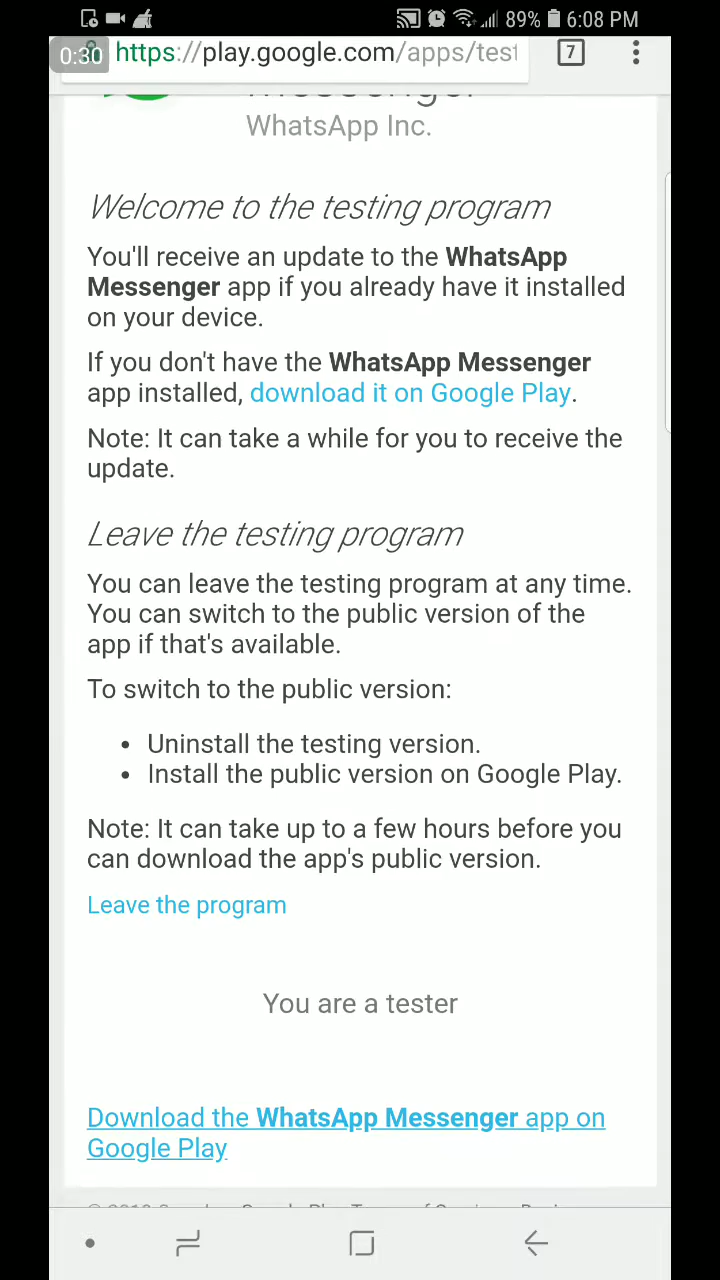 89% 6:08 PM
0:30 https://play.google.com/apps/test 7
WhatsApp Inc.
Welcome to the testing program
You'll receive an update to the WhatsApp
Messenger app if you already have it installed
on your device.
If you don't have the WhatsApp Messenger
app installed, download it on Google Play.
Note: It can take a while for you to receive the
update.
Leave the testing program
You can leave the testing program at any time.
You can switch to the public version of the
app if that's available.
To switch to the public version:
• Uninstall the testing version.
• Install the public version on Google Play.
Note: It can take up to a few hours before you
can download the app's public version.
Leave the program
You are a tester
Download the WhatsApp Messenger app on
Google Play